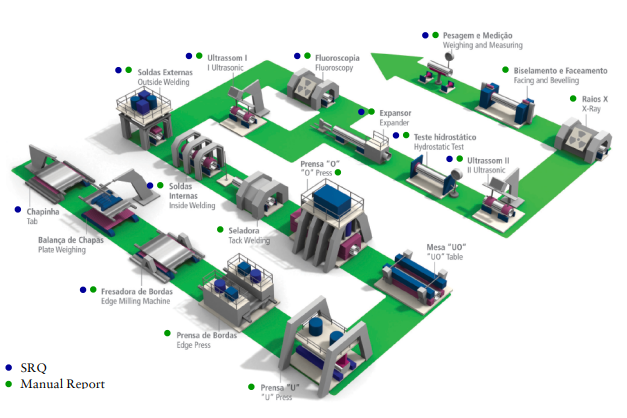 Pesagem e Medição
Weighing and Measuring
Ultrassom I
I Ultrasonic
Fluoroscopia
Fluoroscopy
Soldas Externas
Outside Welding
Biselamento e Faceamento
Facing and Bevelling
Raios X
X-Ray
Expansor
Expander
Teste hidrostático
Hydrostatic Test
Ultrassom II
II Ultrasonic
Prensa "O"
"O" Press
Soldas
Internas
Inside Welding
Chapinha
Tab
Seladora
Tack Welding
Balança de Chapas
Plate Weighing
Mesa "UO"
"UO" Table
Fresadora de Bordas
Edge Milling Machine
Prensa de Bordas
Edge Press
Prensa "U"
"U" Press
SRQ
Manual Report